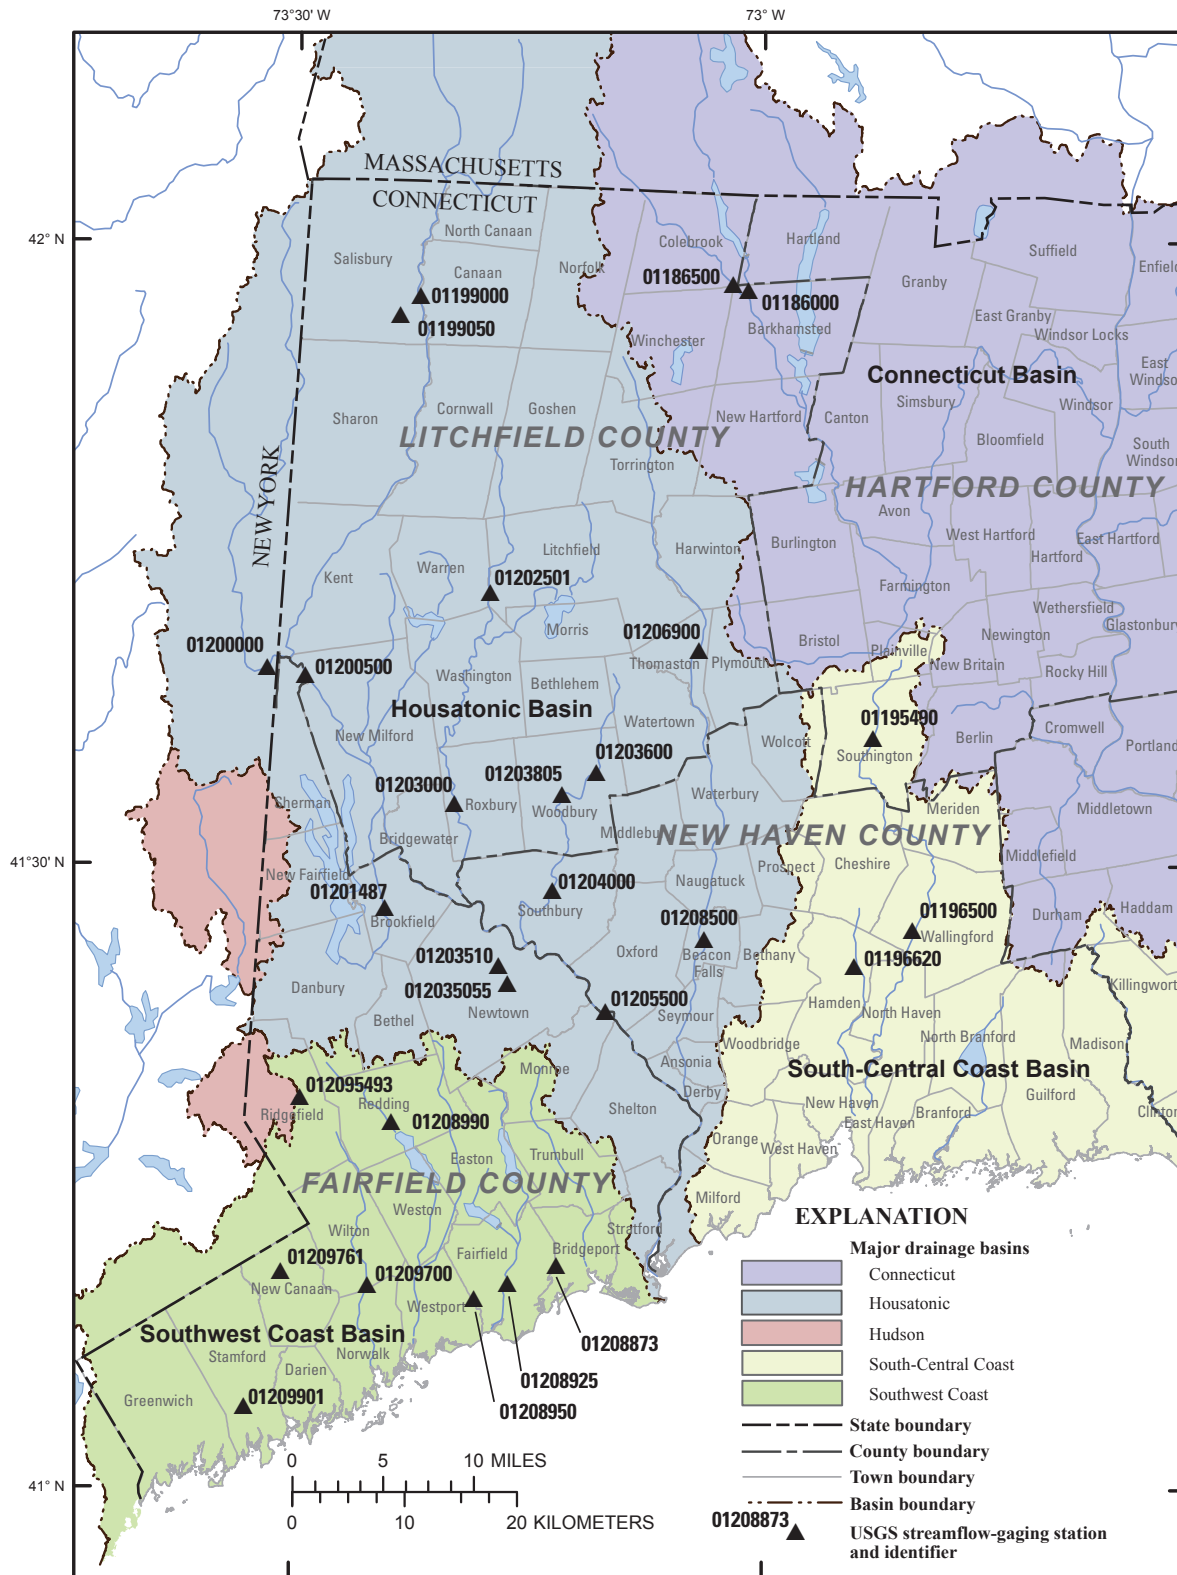 73°30' W
73° W
MASSACHUSETTS
CONNECTICUT
42° N
North Canaan
Salisbury
Canaan
Norfolk
Colebrook
Hartland
Suffield
Enfield
01186500
01199000
01186000
Granby
01199050
Barkhamsted
East Granby
Windsor Locks
Winchester
East
Windso
Connecticut Basin
Sharon
Cornwall
Goshen
New Hartford
Canton
Simsbury
Windsor
LITCHFIELD COUNTY
Bloomfield
South
Windsor
Torrington
HARTFORD COUNTY
NEW YORK
Avon
West Hartford
East Hartford
Litchfield
Harwinton
Burlington
Hartford
Warren
Kent
01202501
Farmington
Wethersfield
Glastonbury
Morris
01206900
01200000
Bristol
Plainville
Newington
New Britain
Thomaston
Plymouth
Rocky Hill
01200500
Washington
Bethlehem
Housatonic Basin
01195490
Watertown
Cromwell
New Milford
Wolcott
Berlin
Portland
01203600
Southington
01203805
01203000
Waterbury
Sherman
Roxbury
Woodbury
Meriden
Middletown
Middlebury
NEW HAVEN COUNTY
Bridgewater
41°30' N
Middlefield
Prospect
Cheshire
New Fairfield
01204000
Naugatuck
01201487
Southbury
01196500
Haddam
Brookfield
01208500
Durham
Wallingford
Oxford
Beacon
Falls
Bethany
01203510
01196620
Danbury
012035055
Killingwort
Newtown
01205500
Hamden
Bethel
Seymour
North Haven
North Branford
Madison
Woodbridge
Ansonia
Monroe
South-Central Coast Basin
012095493
Derby
Redding
Guilford
Ridgefield
01208990
Shelton
New Haven
Branford
Clinton
East Haven
Orange
West Haven
Easton
Trumbull
FAIRFIELD COUNTY
Milford
Weston
Wilton
Stratford
Fairfield
Bridgeport
01209761
01209700
New Canaan
Westport
Southwest Coast Basin
01208873
Stamford
Norwalk
Darien
01208925
Greenwich
01209901
01208950
EXPLANATION
Major drainage basins
Connecticut
Housatonic
Hudson
South-Central Coast
Southwest Coast
State boundary
County boundary
Town boundary
Basin boundary
01208873
USGS streamflow-gaging station
and identifier
0 5 10 MILES
0 10 20 KILOMETERS
41° N